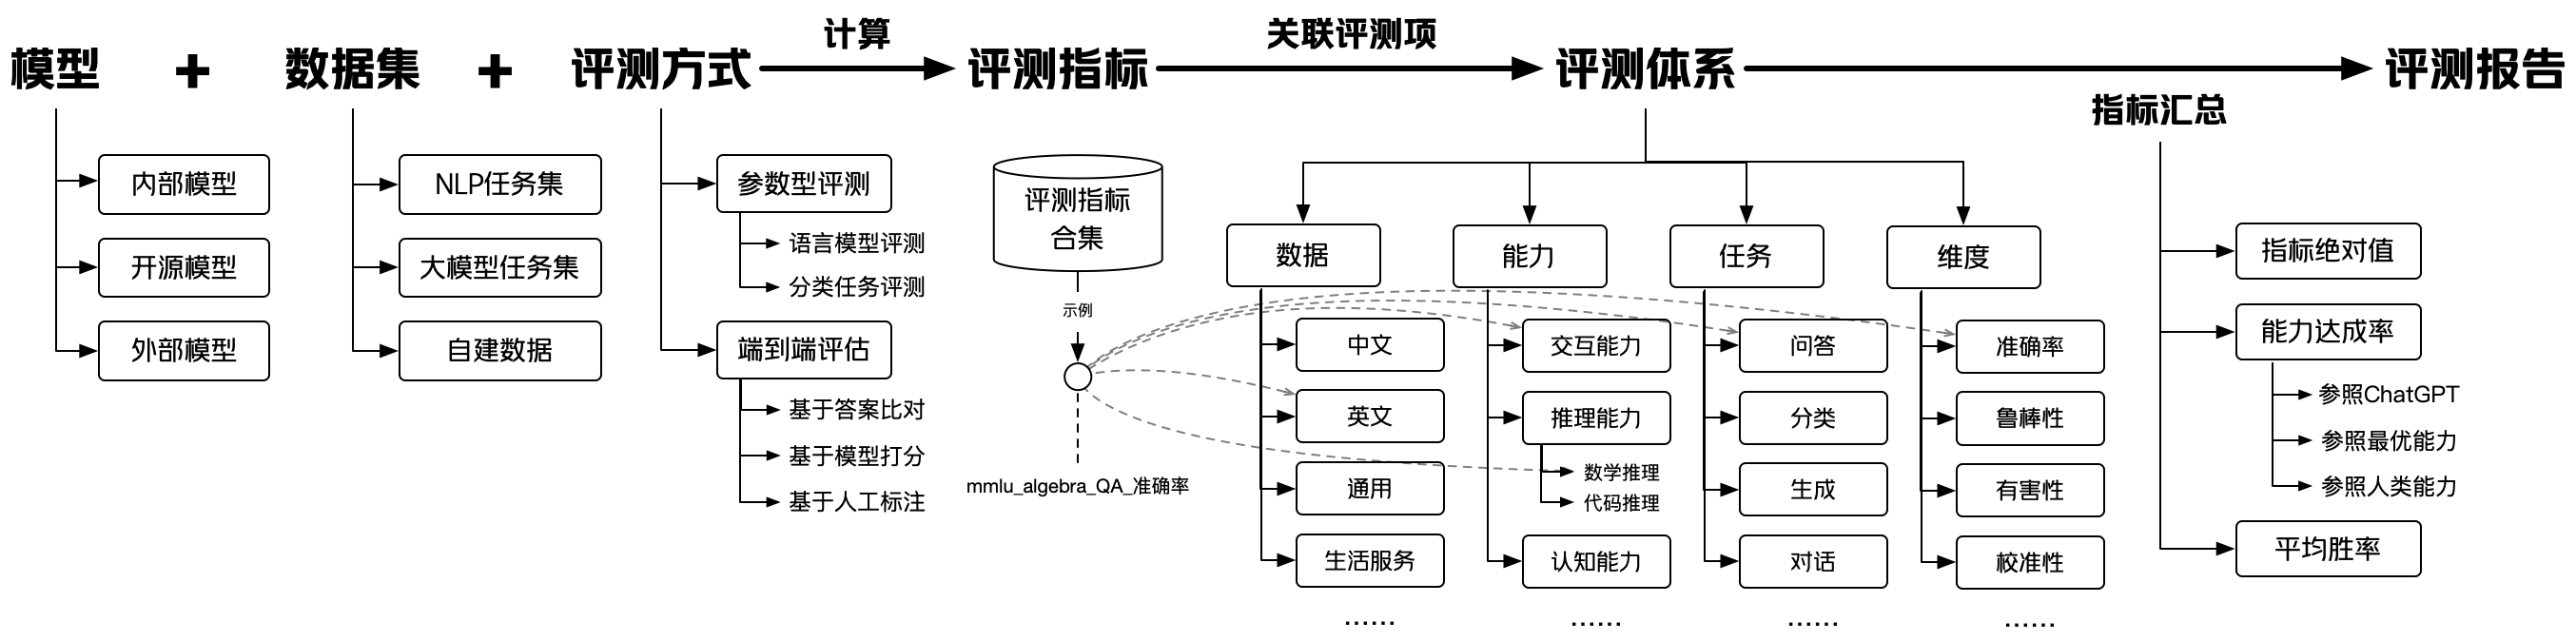 模型
+
数据集
+
评测方式
计算
评测指标
关联评测项
评测体系
指标汇总
评测报告
内部模型
开源模型
外部模型
NLP任务集
大模型任务集
自建数据
参数型评测
语言模型评测
分类任务评测
端到端评估
基于答案比对
基于模型打分
基于人工标注
评测指标
合集
示例
mmlu_algebra_QA_准确率
数据
中文
英文
通用
生活服务
......
能力
交互能力
推理能力
数学推理
代码推理
认知能力
......
任务
问答
分类
生成
对话
......
维度
准确率
鲁棒性
有害性
校准性
......
指标绝对值
能力达成率
参照ChatGPT
参照最优能力
参照人类能力
平均胜率